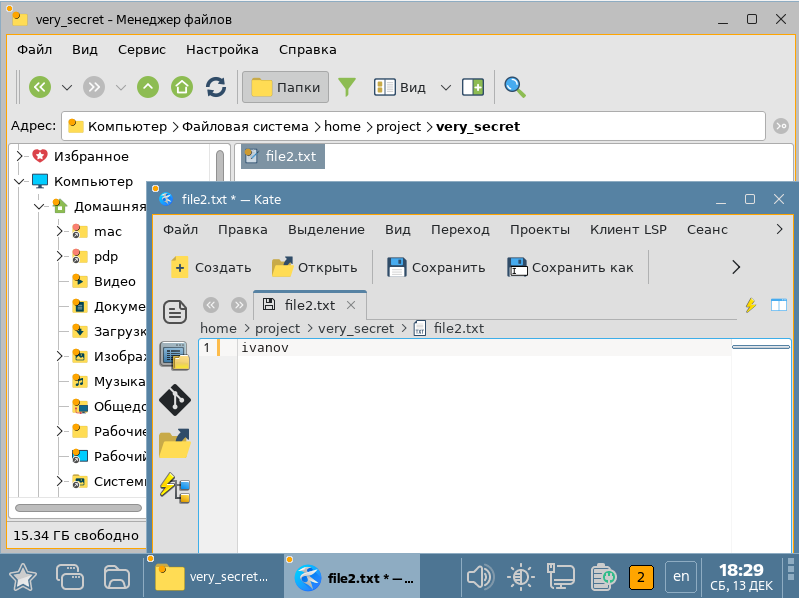 very_secret – Менеджер файлов
Файл Вид Сервис Настройка Справка
Папки Вид
Адрес: Компьютер Файловая система home project very_secret
Избранное
file2.txt
Компьютер
Домашняя
mac
pdp
Видео
Докуме
Загрузк
Изобра
Музыка
Общедо
Рабочие
Рабочий
Системн
15.34 ГБ свободно
file2.txt * — Kate
Файл Правка Выделение Вид Переход Проекты Клиент LSP Сеанс
Создать Открыть Сохранить Сохранить как
file2.txt
home project very_secret file2.txt
1 ivanov
very_secret...
file2.txt * —...
2
en
18:29
СБ, 13 ДЕК